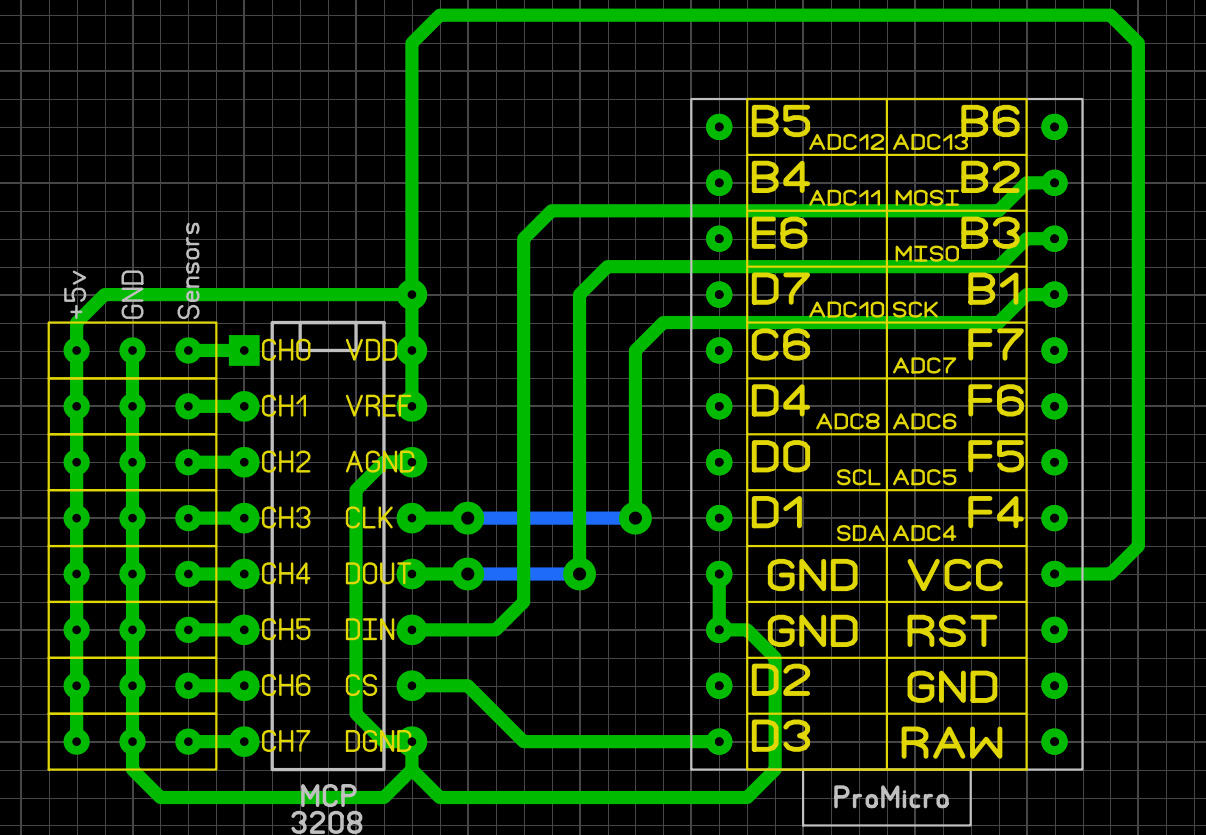 +5v GND Sensors
CH0 VDD
CH1 VREF
CH2 AGND
CH3 CLK
CH4 DOUT
CH5 DIN
CH6 CS
CH7 DGND
MCP
3208
B5 ADC12 ADC13 B6
B4 ADC11 MOSI B2
E6 MISO B3
D7 ADC10 SCK B1
C6 ADC7 F7
D4 ADC8 ADC6 F6
D0 SCL ADC5 F5
D1 SDA ADC4 F4
GND VCC
GND RST
D2 GND
D3 RAW
ProMicro